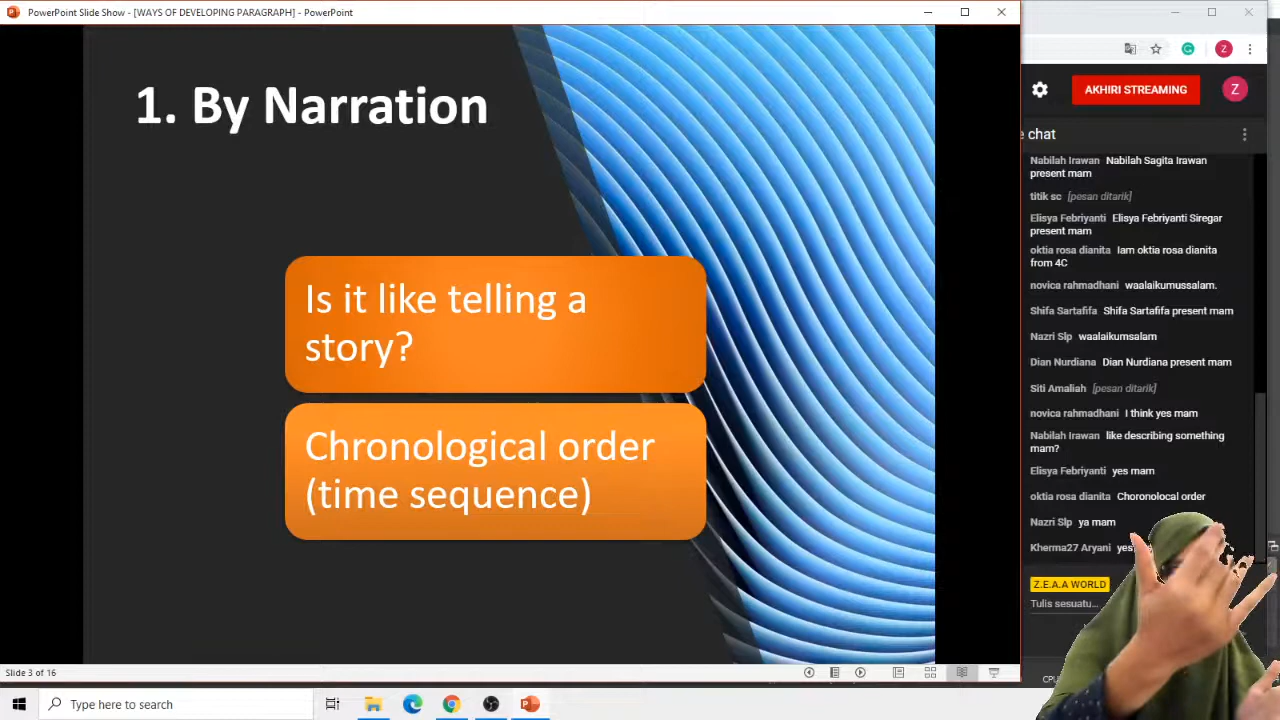 PowerPoint Slide Show - [WAYS OF DEVELOPING PARAGRAPH] - PowerPoint
1. By Narration
Is it like telling a
story?
Chronological order
(time sequence)
Slide 3 of 16
Type here to search
Z
AKHIRI STREAMING
Z
chat
Nabilah Irawan Nabilah Sagita Irawan
present mam
titik sc [pesan ditarik]
Elisya Febriyanti Elisya Febriyanti Siregar
present mam
oktia rosa dianita Iam oktia rosa dianita
from 4C
novica rahmadhani waalaikumussalam.
Shifa Sartafifa Shifa Sartafifa present mam
Nazri Slp waalaikumsalam
Dian Nurdiana Dian Nurdiana present mam
Siti Amaliah [pesan ditarik]
novica rahmadhani I think yes mam
Nabilah Irawan like describing something
mam?
Elisya Febriyanti yes mam
oktia rosa dianita Choronolocal order
Nazri Slp ya mam
Kherma27 Aryani yes
Z.E.A.A WORLD
Tulis sesuatu...
CPU